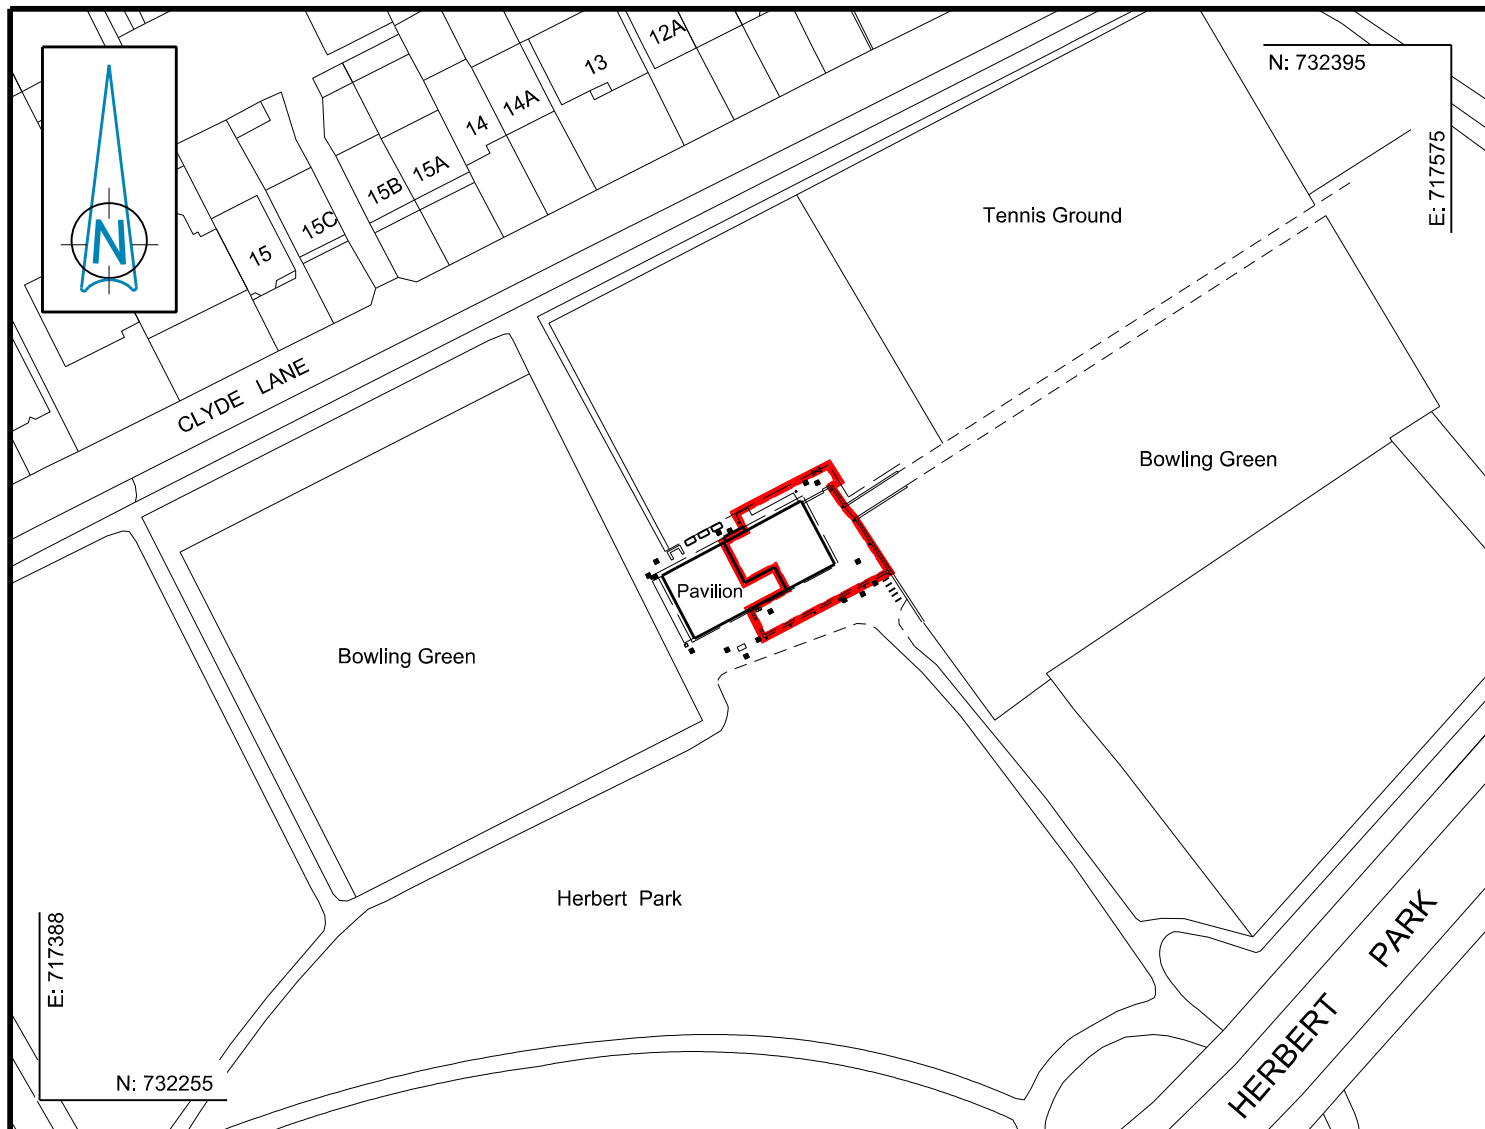 12A
13
14A
14
15A
15B
15C
15
N
N: 732395
E: 717575
Tennis Ground
CLYDE LANE
Bowling Green
Pavilion
Bowling Green
Herbert Park
HERBERT PARK
E: 717388
N: 732255